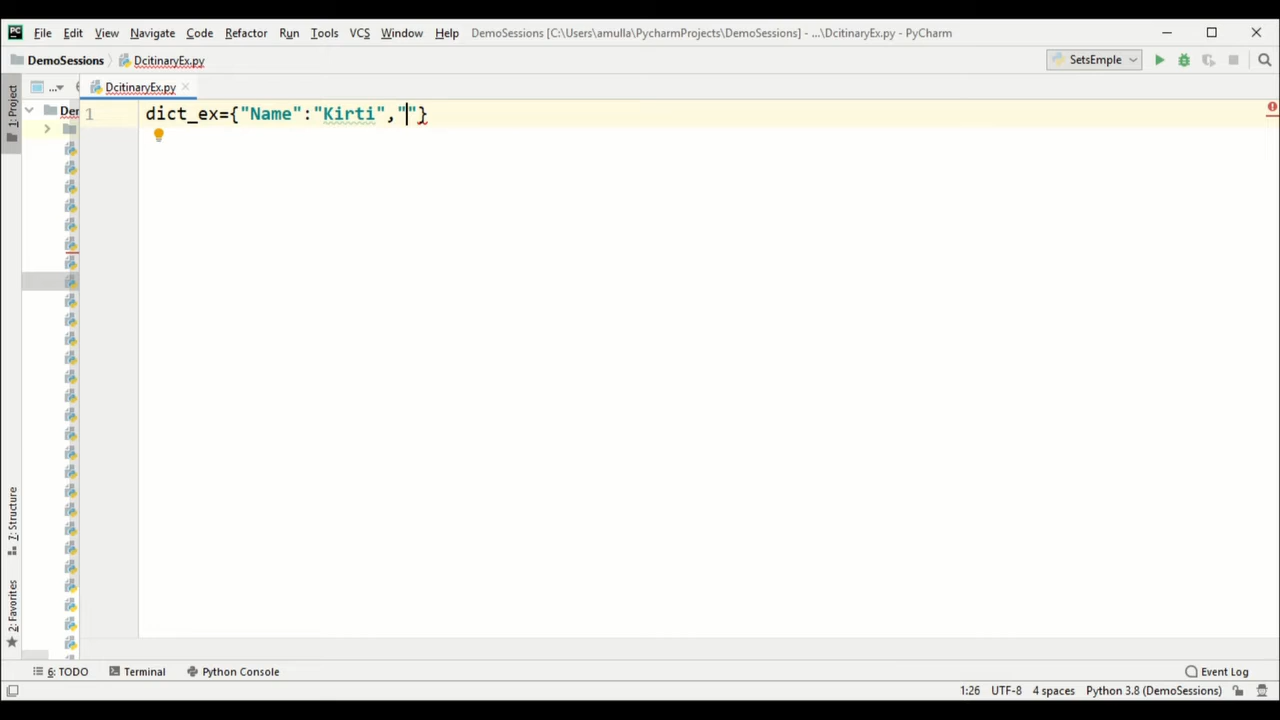 PC File Edit View Navigate Code Refactor Run Tools VCS Window Help DemoSessions [C:\Users\amulla\PycharmProjects\DemoSessions] - ...\DcitinaryEx.py - PyCharm
DemoSessions DcitinaryEx.py SetsEmple
1: Project
... DcitinaryEx.py
Der
1 dict_ex={"Name":"Kirti",""}
7: Structure
2: Favorites
6: TODO Terminal Python Console Event Log
1:26 UTF-8 4 spaces Python 3.8 (DemoSessions)